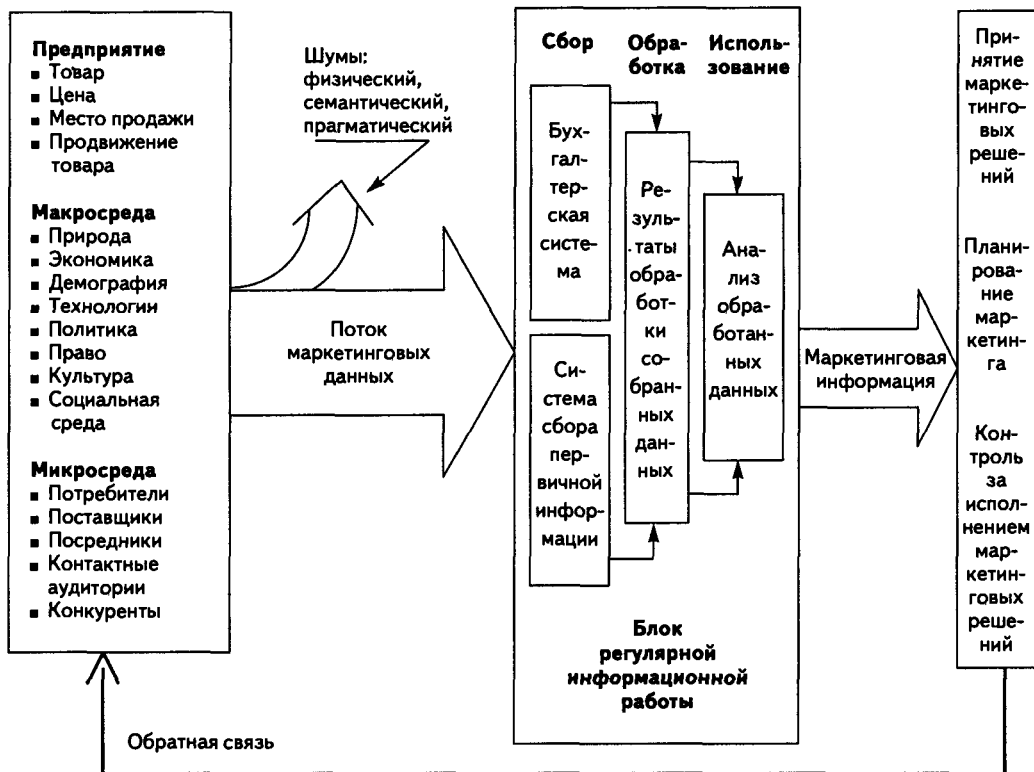 Предприятие
▪ Товар
▪ Цена
▪ Место продажи
▪ Продвижение
товара
Макросреда
▪ Природа
▪ Экономика
▪ Демография
▪ Технологии
▪ Политика
▪ Право
▪ Культура
▪ Социальная
среда
Микросреда
▪ Потребители
▪ Поставщики
▪ Посредники
▪ Контактные
аудитории
▪ Конкуренты
Шумы:
физический,
семантический,
прагматический
Поток
маркетинговых
данных
Сбор
Бух-
гал-
тер-
ская
систе-
ма
Си-
стема
сбора
пер-
вичной
инфор-
мации
Обра-
ботка
Ре-
зуль-
таты
обра-
бот-
ки
со-
бран-
ных
дан-
ных
Исполь-
зование
Ана-
лиз
обра-
ботан-
ных
данных
Блок
регулярной
информационной
работы
Маркетинговая
информация
При-
нятие
марке-
тинго-
вых
реше-
ний
Плани-
рова-
ние
мар-
кетин-
га
Кон-
троль
за
испол-
нением
мар-
кетин-
говых
реше-
ний
Обратная связь